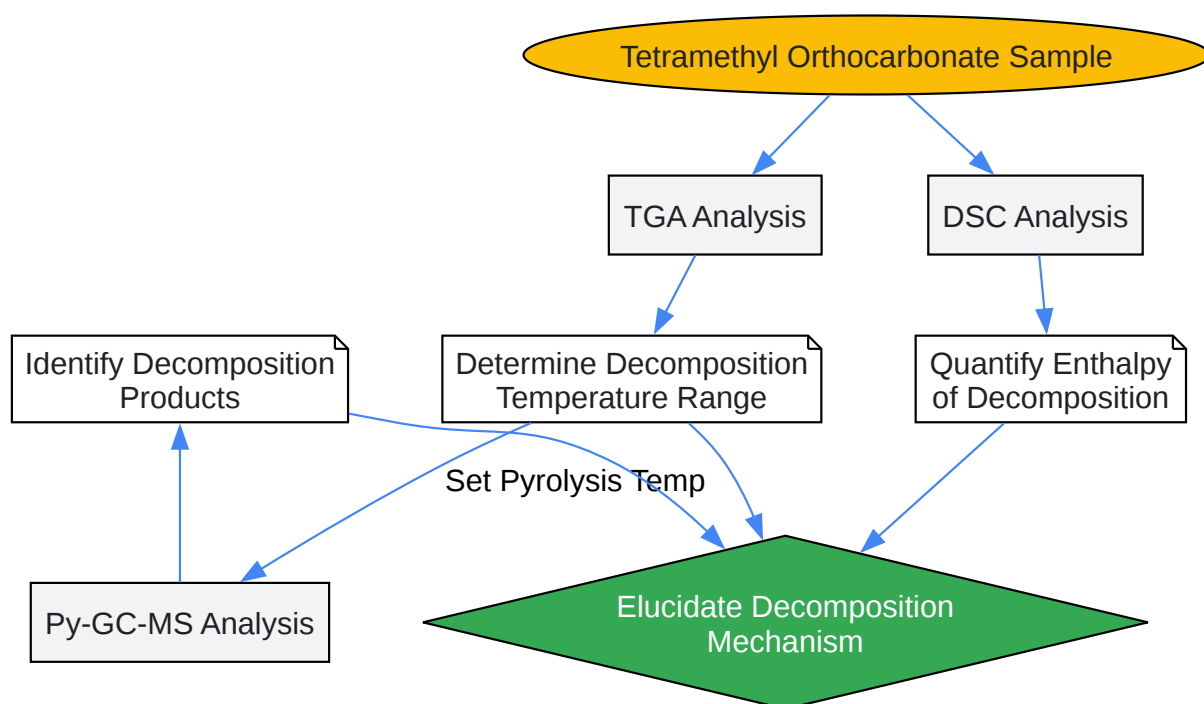 Tetramethyl Orthocarbonate Sample
TGA Analysis
DSC Analysis
Identify Decomposition
Products
Determine Decomposition
Temperature Range
Quantify Enthalpy
of Decomposition
Set Pyrolysis Temp
Py-GC-MS Analysis
Elucidate Decomposition
Mechanism